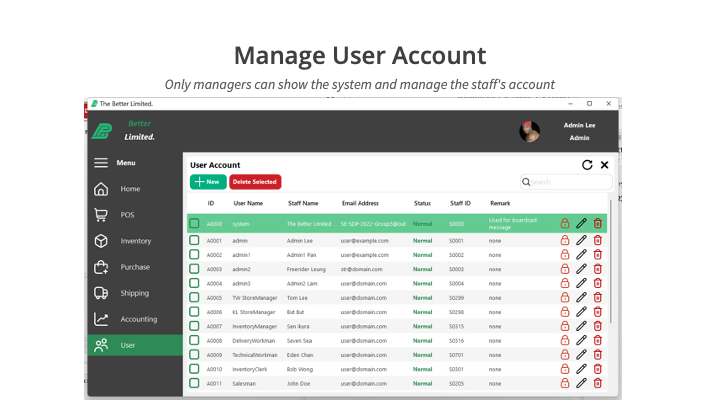 Manage User Account
Only managers can show the system and manage the staff's account
The Better Limited.
Better
Limited.
Admin Lee
Admin
Menu
Home
POS
Inventory
Purchase
Shipping
Accounting
User
User Account
New
Delete Selected
Search
ID User Name Staff Name Email Address Status Staff ID Remark
A0000 system The Better Limited SE-SDP-2022-Group5@out Normal S0000 Used for boardcast message
A0001 admin Admin Lee user@example.com Normal S0001 none
A0002 admin1 Admin1 Pan user@example.com Normal S0002 none
A0003 admin2 Freerider Leung str@domain.com Normal S0003 none
A0004 admin3 Admin2 Lam user@domain.com Normal S0004 none
A0005 TW StoreManager Tom Lee user@domain.com Normal S0299 none
A0006 KL StoreManager But But user@domain.com Normal S0298 none
A0007 InventoryManager Sen Ikura user@domain.com Normal S0315 none
A0008 DeliveryWorkman Seven Sea user@domain.com Normal S0316 none
A0009 TechnicalWorkman Eden Chan user@domain.com Normal S0701 none
A0010 InventoryClerk Bob Wong user@domain.com Normal S0301 none
A0011 Salesman John Doe user@domain.com Normal S0205 none